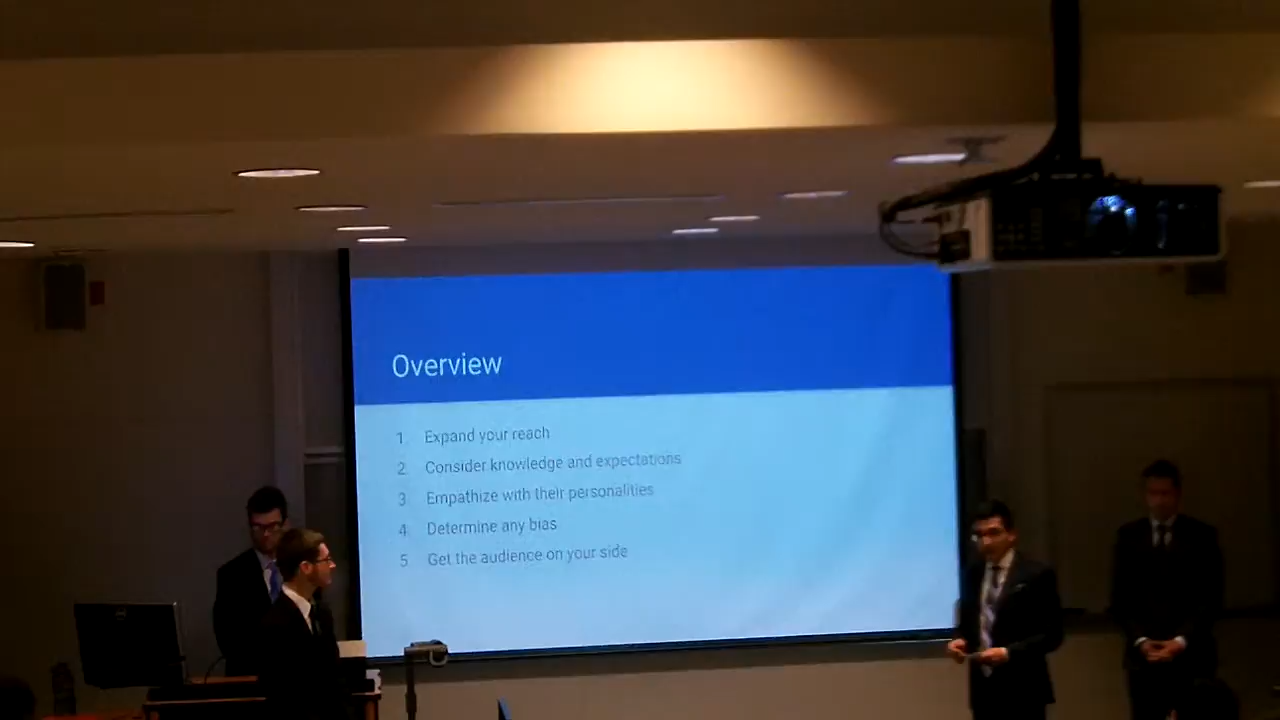 Overview
1 Expand your reach
2 Consider knowledge and expectations
3 Empathize with their personalities
4 Determine any bias
5 Get the audience on your side